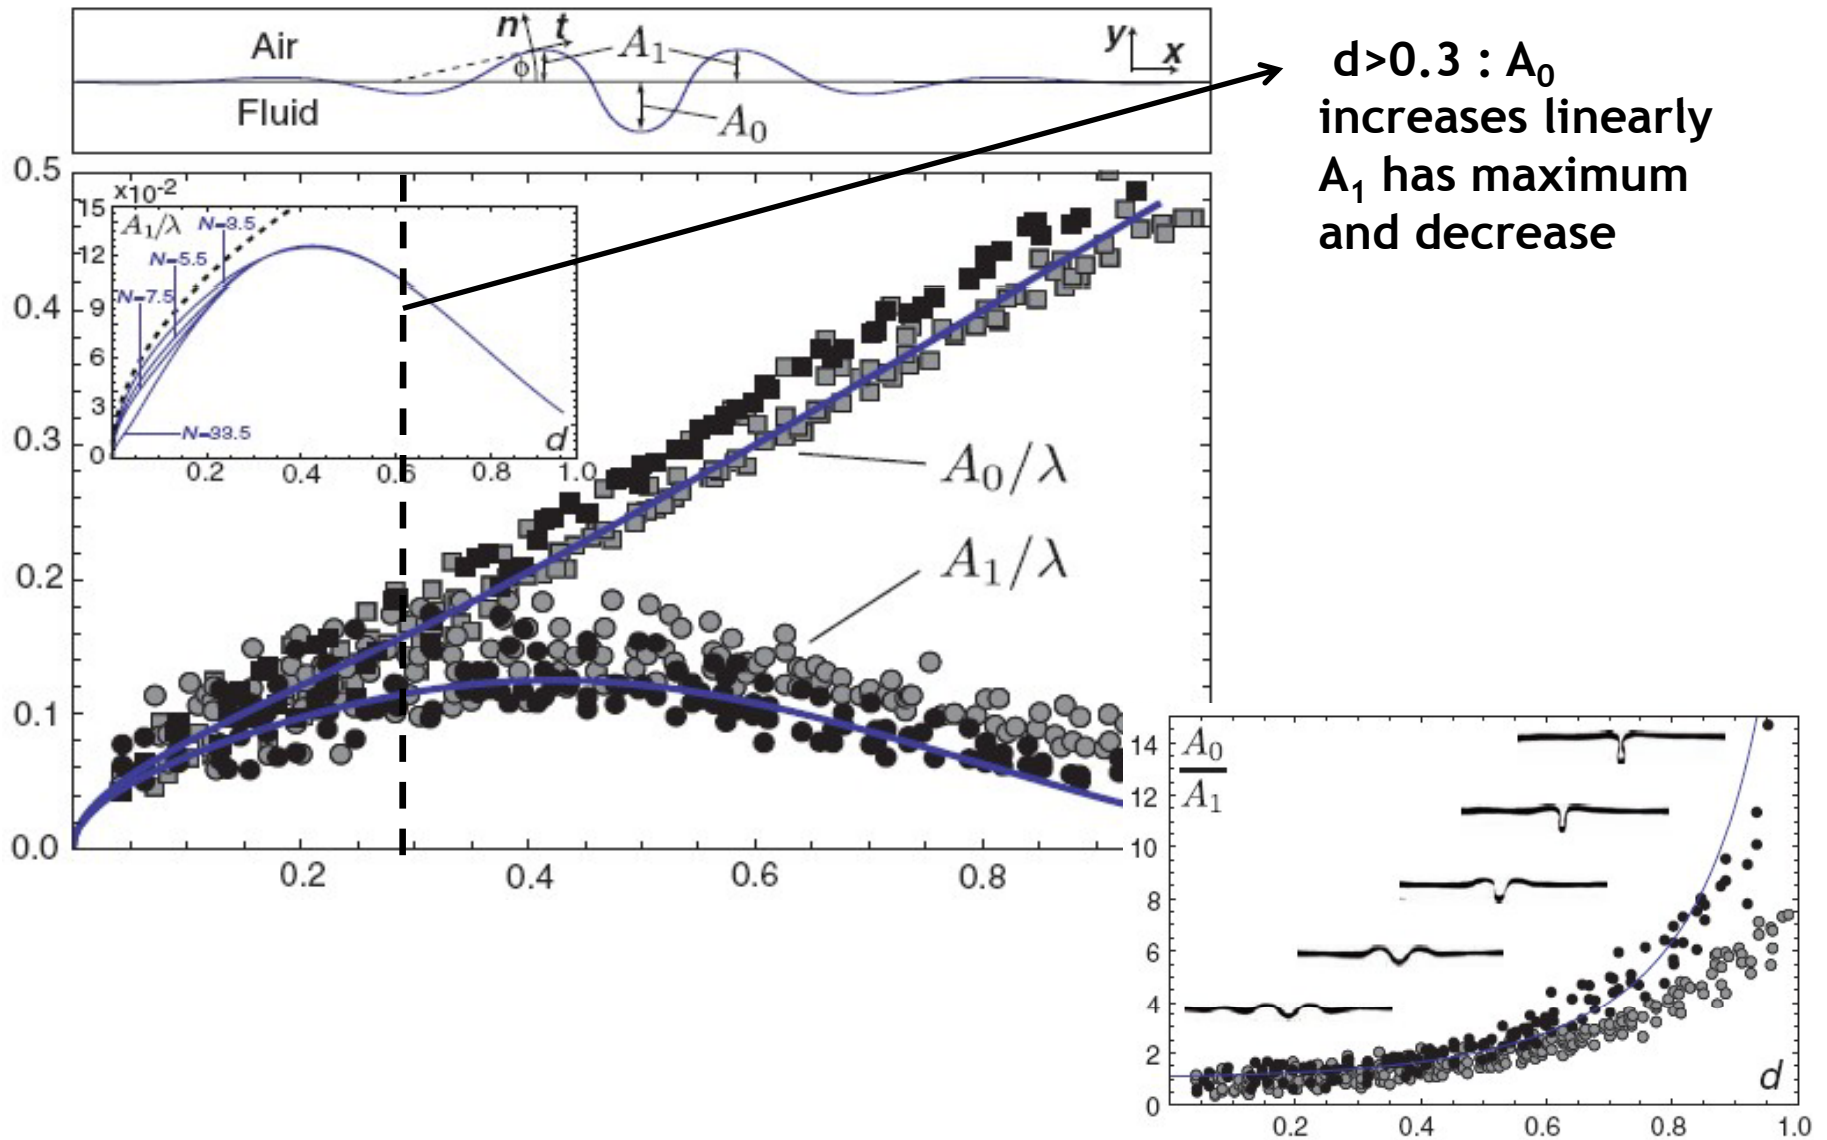 Air
Fluid
n
t
ϕ
A₁
A₀
y
x
d>0.3 : A₀
increases linearly
A₁ has maximum
and decrease
0.5
0.4
0.3
0.2
0.1
0.0
0.2
0.4
0.6
0.8
x10⁻²
15
12
9
6
3
0
A₁/λ
N=3.5
N=5.5
N=7.5
N=33.5
d
0.2
0.4
0.6
0.8
1.0
A₀/λ
A₁/λ
14
12
10
8
6
4
2
0
A₀
A₁
d
0.2
0.4
0.6
0.8
1.0